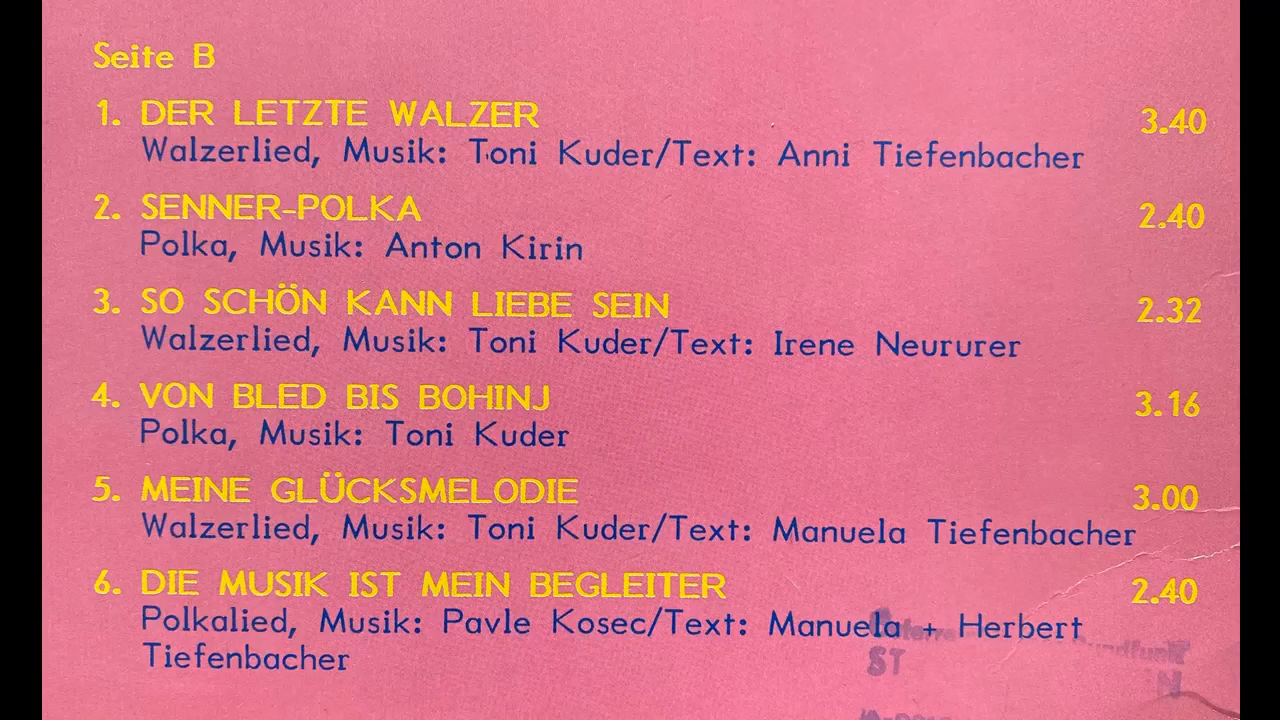 Seite B
1. DER LETZTE WALZER 3.40
Walzerlied, Musik: Toni Kuder/Text: Anni Tiefenbacher
2. SENNER-POLKA 2.40
Polka, Musik: Anton Kirin
3. SO SCHÖN KANN LIEBE SEIN 2.32
Walzerlied, Musik: Toni Kuder/Text: Irene Neururer
4. VON BLED BIS BOHINJ 3.16
Polka, Musik: Toni Kuder
5. MEINE GLÜCKSMELODIE 3.00
Walzerlied, Musik: Toni Kuder/Text: Manuela Tiefenbacher
6. DIE MUSIK IST MEIN BEGLEITER 2.40
Polkalied, Musik: Pavle Kosec/Text: Manuela + Herbert
Tiefenbacher